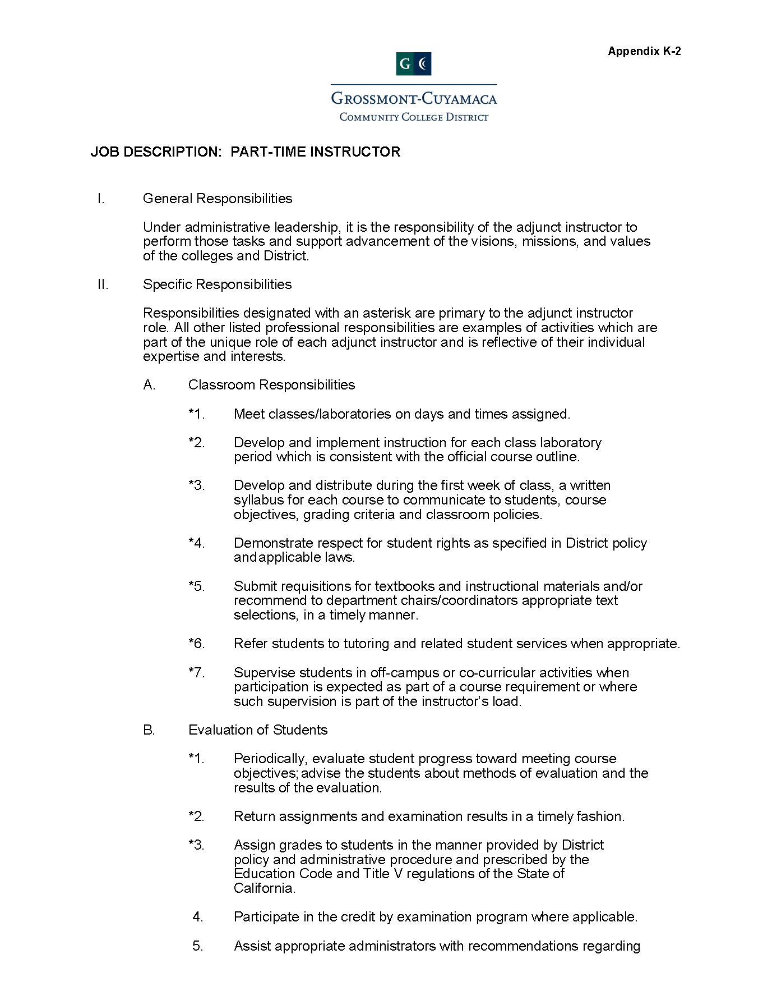 Appendix K-2
G C
GROSSMONT-CUYAMACA
COMMUNITY COLLEGE DISTRICT
JOB DESCRIPTION: PART-TIME INSTRUCTOR
I. General Responsibilities
Under administrative leadership, it is the responsibility of the adjunct instructor to
perform those tasks and support advancement of the visions, missions, and values
of the colleges and District.
II. Specific Responsibilities
Responsibilities designated with an asterisk are primary to the adjunct instructor
role. All other listed professional responsibilities are examples of activities which are
part of the unique role of each adjunct instructor and is reflective of their individual
expertise and interests.
A. Classroom Responsibilities
*1. Meet classes/laboratories on days and times assigned.
*2. Develop and implement instruction for each class laboratory
period which is consistent with the official course outline.
*3. Develop and distribute during the first week of class, a written
syllabus for each course to communicate to students, course
objectives, grading criteria and classroom policies.
*4. Demonstrate respect for student rights as specified in District policy
and applicable laws.
*5. Submit requisitions for textbooks and instructional materials and/or
recommend to department chairs/coordinators appropriate text
selections, in a timely manner.
*6. Refer students to tutoring and related student services when appropriate.
*7. Supervise students in off-campus or co-curricular activities when
participation is expected as part of a course requirement or where
such supervision is part of the instructor's load.
B. Evaluation of Students
*1. Periodically, evaluate student progress toward meeting course
objectives; advise the students about methods of evaluation and the
results of the evaluation.
*2. Return assignments and examination results in a timely fashion.
*3. Assign grades to students in the manner provided by District
policy and administrative procedure and prescribed by the
Education Code and Title V regulations of the State of
California.
4. Participate in the credit by examination program where applicable.
5. Assist appropriate administrators with recommendations regarding